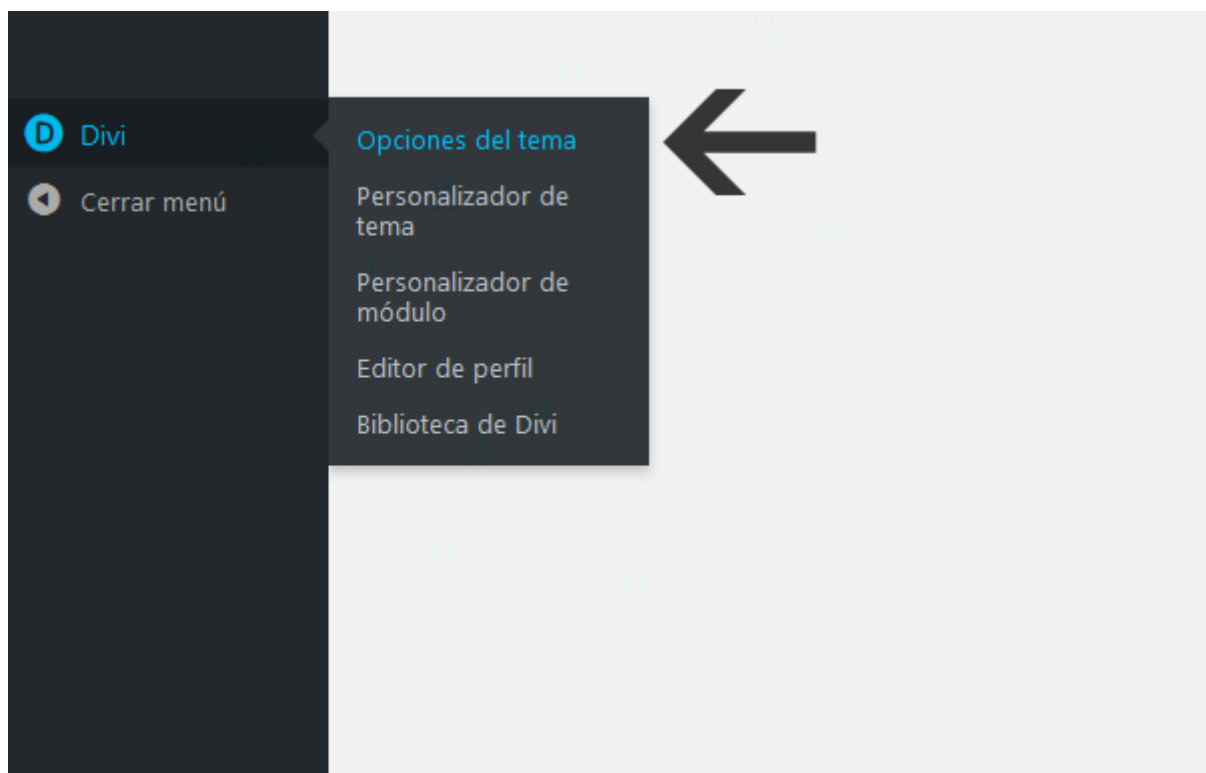 D Divi
Cerrar menú
Opciones del tema
Personalizador de
tema
Personalizador de
módulo
Editor de perfil
Biblioteca de Divi